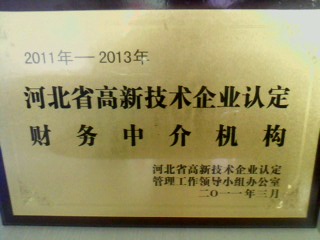 2011年—2013年
河北省高新技术企业认定
财务中介机构
河北省高新技术企业认定
管理工作领导小组办公室
二〇一一年三月